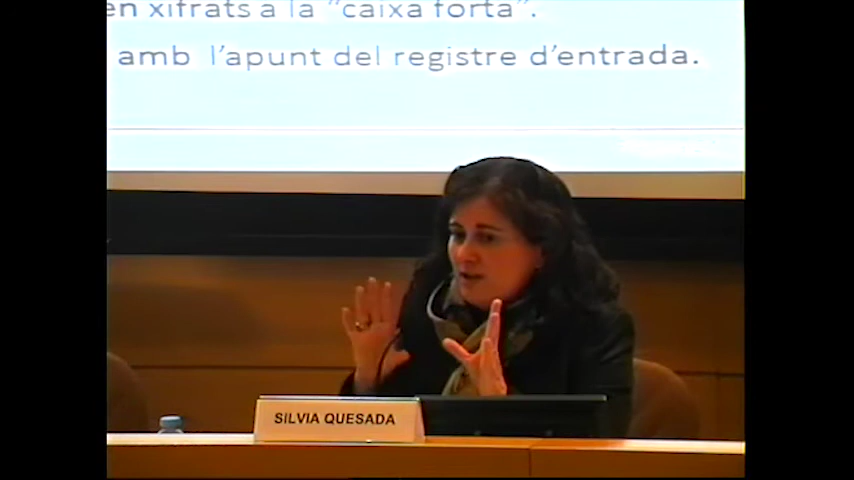 en xifrats a la "caixa forta".
amb l'apunt del registre d'entrada.
SILVIA QUESADA